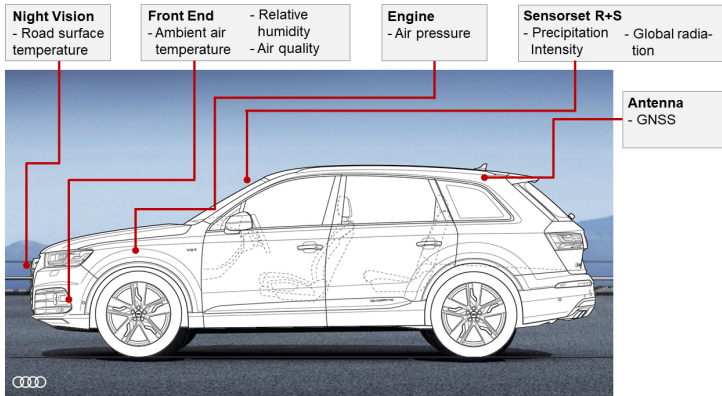 Night Vision
- Road surface
temperature
Front End
- Ambient air
temperature
- Relative
humidity
- Air quality
Engine
- Air pressure
Sensorset R+S
- Precipitation
Intensity
- Global radia-
tion
Antenna
- GNSS